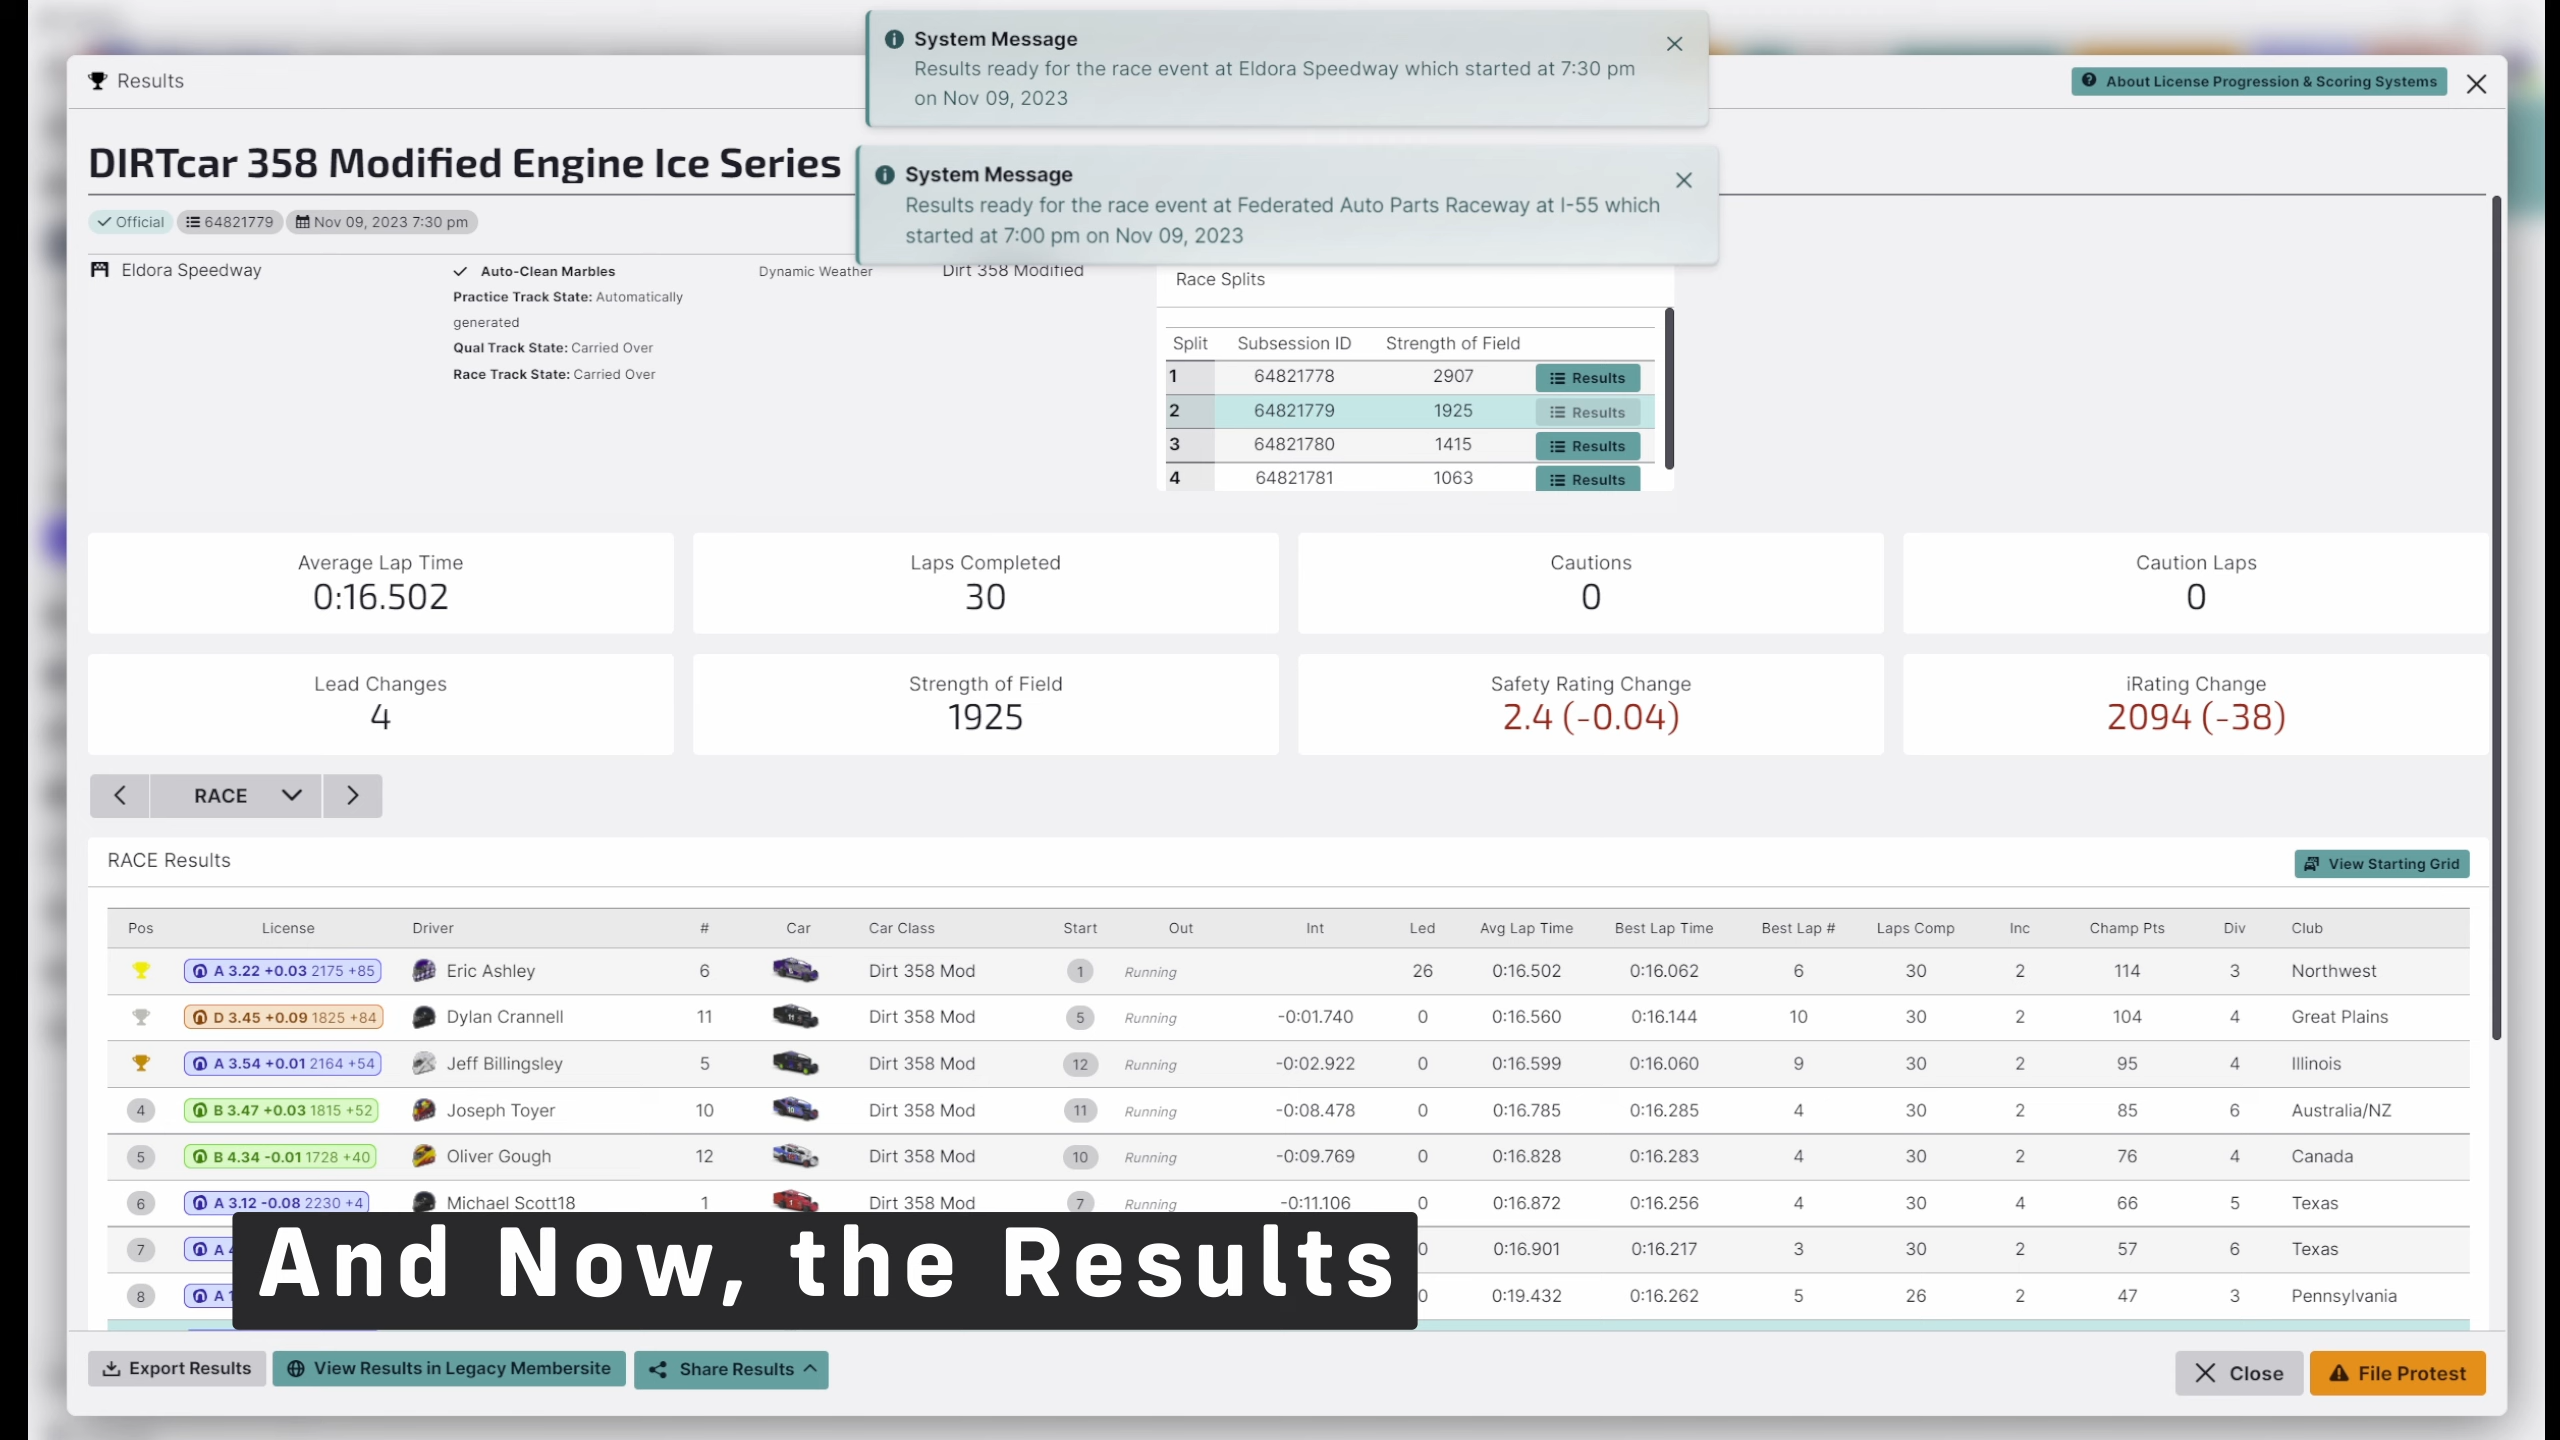 System Message
Results ready for the race event at Eldora Speedway which started at 7:30 pm
on Nov 09, 2023
Results
About License Progression & Scoring Systems
DIRTcar 358 Modified Engine Ice Series
System Message
Results ready for the race event at Federated Auto Parts Raceway at I-55 which
started at 7:00 pm on Nov 09, 2023
Official 64821779 Nov 09, 2023 7:30 pm
Eldora Speedway
Auto-Clean Marbles
Practice Track State: Automatically
generated
Qual Track State: Carried Over
Race Track State: Carried Over
Dynamic Weather
Dirt 358 Modified
Race Splits
Split Subsession ID Strength of Field
1 64821778 2907 Results
2 64821779 1925 Results
3 64821780 1415 Results
4 64821781 1063 Results
Average Lap Time
0:16.502
Laps Completed
30
Cautions
0
Caution Laps
0
Lead Changes
4
Strength of Field
1925
Safety Rating Change
2.4 (-0.04)
iRating Change
2094 (-38)
RACE
RACE Results
View Starting Grid
Pos License Driver # Car Car Class Start Out Int Led Avg Lap Time Best Lap Time Best Lap # Laps Comp Inc Champ Pts Div Club
A 3.22 +0.03 2175 +85 Eric Ashley 6 Dirt 358 Mod 1 Running 26 0:16.502 0:16.062 6 30 2 114 3 Northwest
D 3.45 +0.09 1825 +84 Dylan Crannell 11 Dirt 358 Mod 5 Running -0:01.740 0 0:16.560 0:16.144 10 30 2 104 4 Great Plains
A 3.54 +0.01 2164 +54 Jeff Billingsley 5 Dirt 358 Mod 12 Running -0:02.922 0 0:16.599 0:16.060 9 30 2 95 4 Illinois
4 B 3.47 +0.03 1815 +52 Joseph Toyer 10 Dirt 358 Mod 11 Running -0:08.478 0 0:16.785 0:16.285 4 30 2 85 6 Australia/NZ
5 B 4.34 -0.01 1728 +40 Oliver Gough 12 Dirt 358 Mod 10 Running -0:09.769 0 0:16.828 0:16.283 4 30 2 76 4 Canada
6 A 3.12 -0.08 2230 +4 Michael Scott18 1 Dirt 358 Mod 7 Running -0:11.106 0 0:16.872 0:16.256 4 30 4 66 5 Texas
7 A 0 0:16.901 0:16.217 3 30 2 57 6 Texas
8 A 0 0:19.432 0:16.262 5 26 2 47 3 Pennsylvania
And Now, the Results
Export Results View Results in Legacy Membersite Share Results Close File Protest